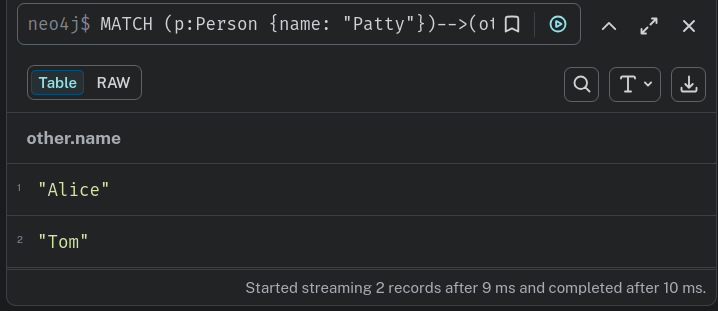 neo4j$ MATCH (p:Person {name: "Patty"})-->(ot
Table RAW
T
other.name
1 "Alice"
2 "Tom"
Started streaming 2 records after 9 ms and completed after 10 ms.